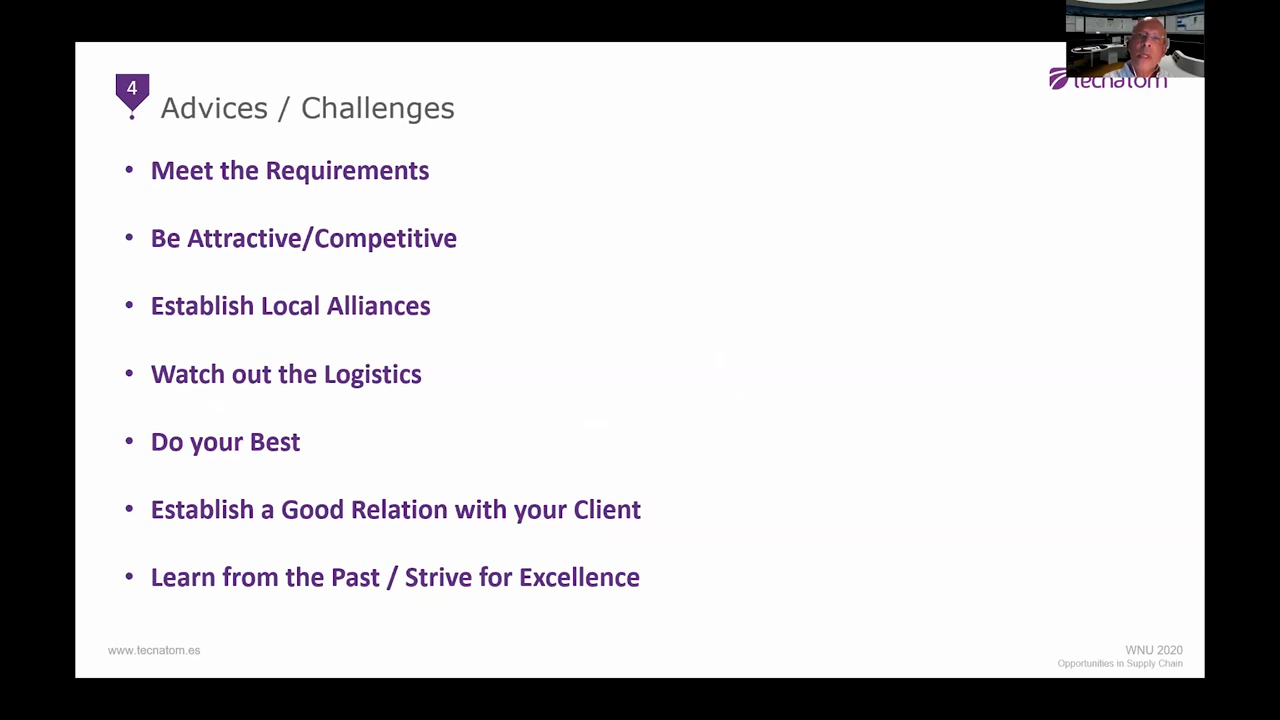 4
Advices / Challenges
tecnatom
• Meet the Requirements
• Be Attractive/Competitive
• Establish Local Alliances
• Watch out the Logistics
• Do your Best
• Establish a Good Relation with your Client
• Learn from the Past / Strive for Excellence
www.tecnatom.es
WNU 2020
Opportunities in Supply Chain